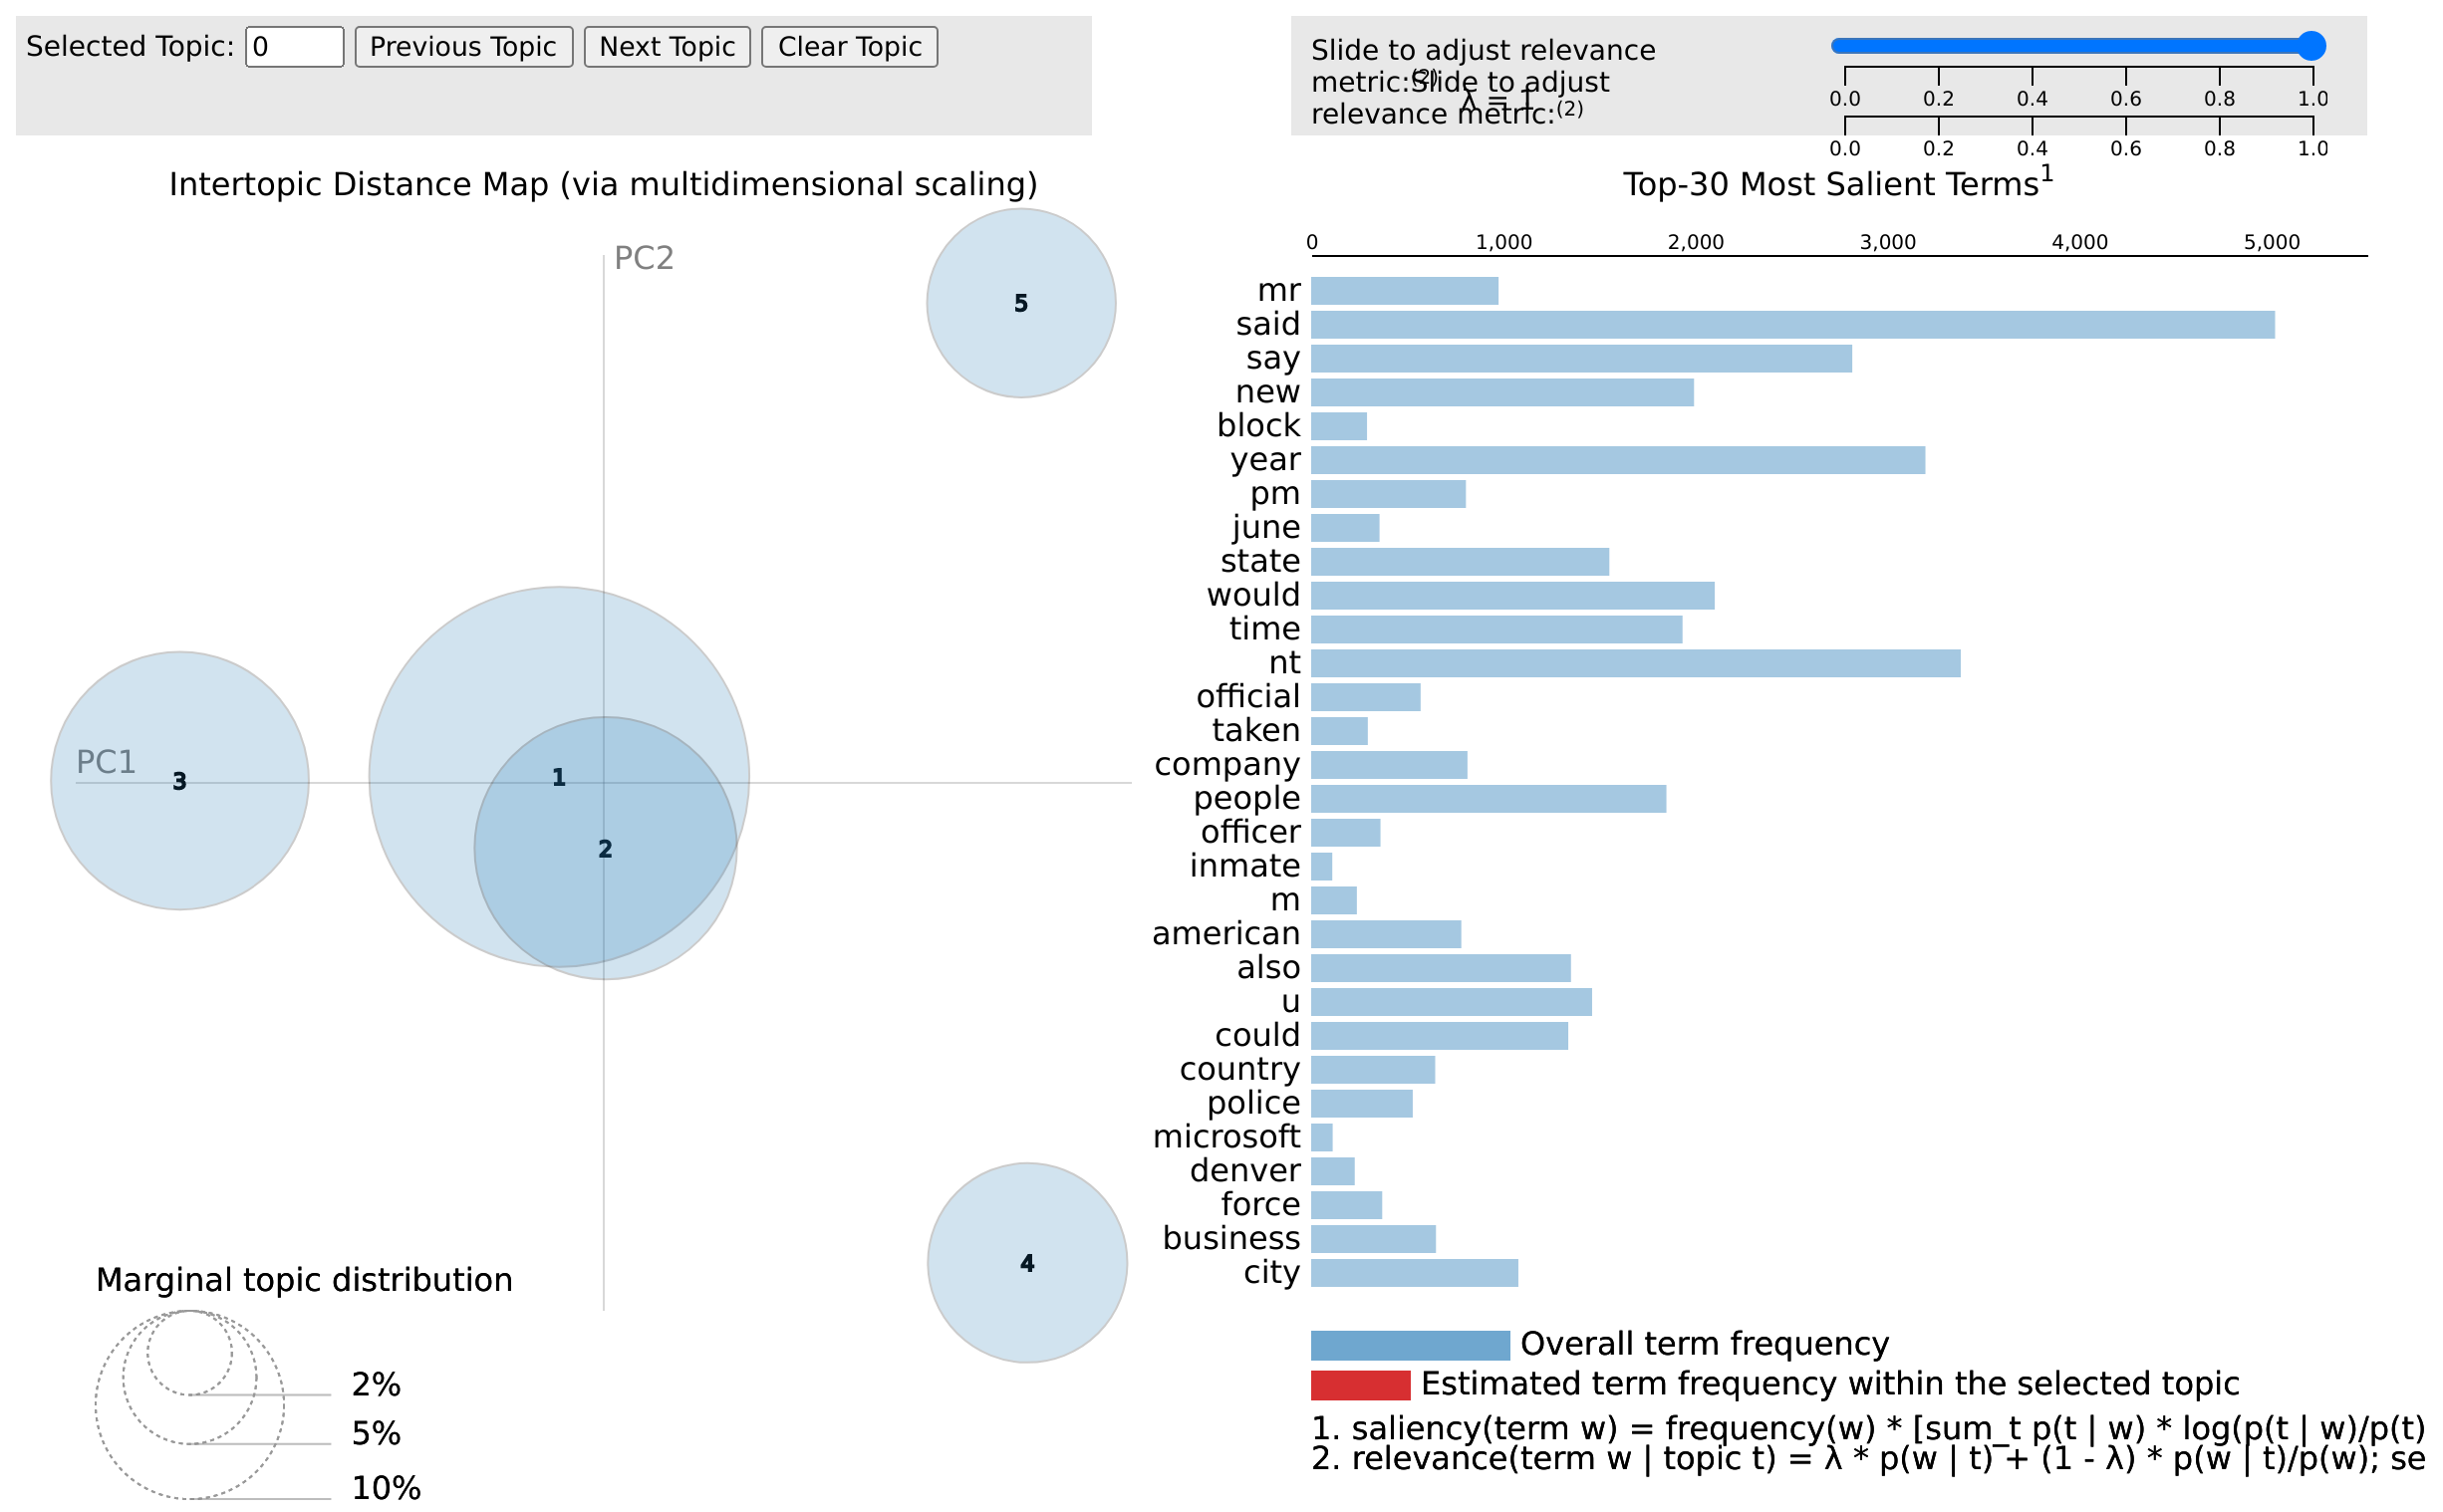 Selected Topic: 0 Previous Topic Next Topic Clear Topic
Slide to adjust relevance
metric:(2)
Slide to adjust
relevance metric:(2)
λ = 1
0.0 0.2 0.4 0.6 0.8 1.0
0.0 0.2 0.4 0.6 0.8 1.0
Intertopic Distance Map (via multidimensional scaling)
PC2
5
PC1
3
1
2
4
Marginal topic distribution
2%
5%
10%
Top-30 Most Salient Terms1
0 1,000 2,000 3,000 4,000 5,000
mr
said
say
new
block
year
pm
june
state
would
time
nt
official
taken
company
people
officer
inmate
m
american
also
u
could
country
police
microsoft
denver
force
business
city
Overall term frequency
Estimated term frequency within the selected topic
1. saliency(term w) = frequency(w) * [sum_t p(t | w) * log(p(t | w)/p(t)
2. relevance(term w | topic t) = λ * p(w | t) + (1 - λ) * p(w | t)/p(w); se